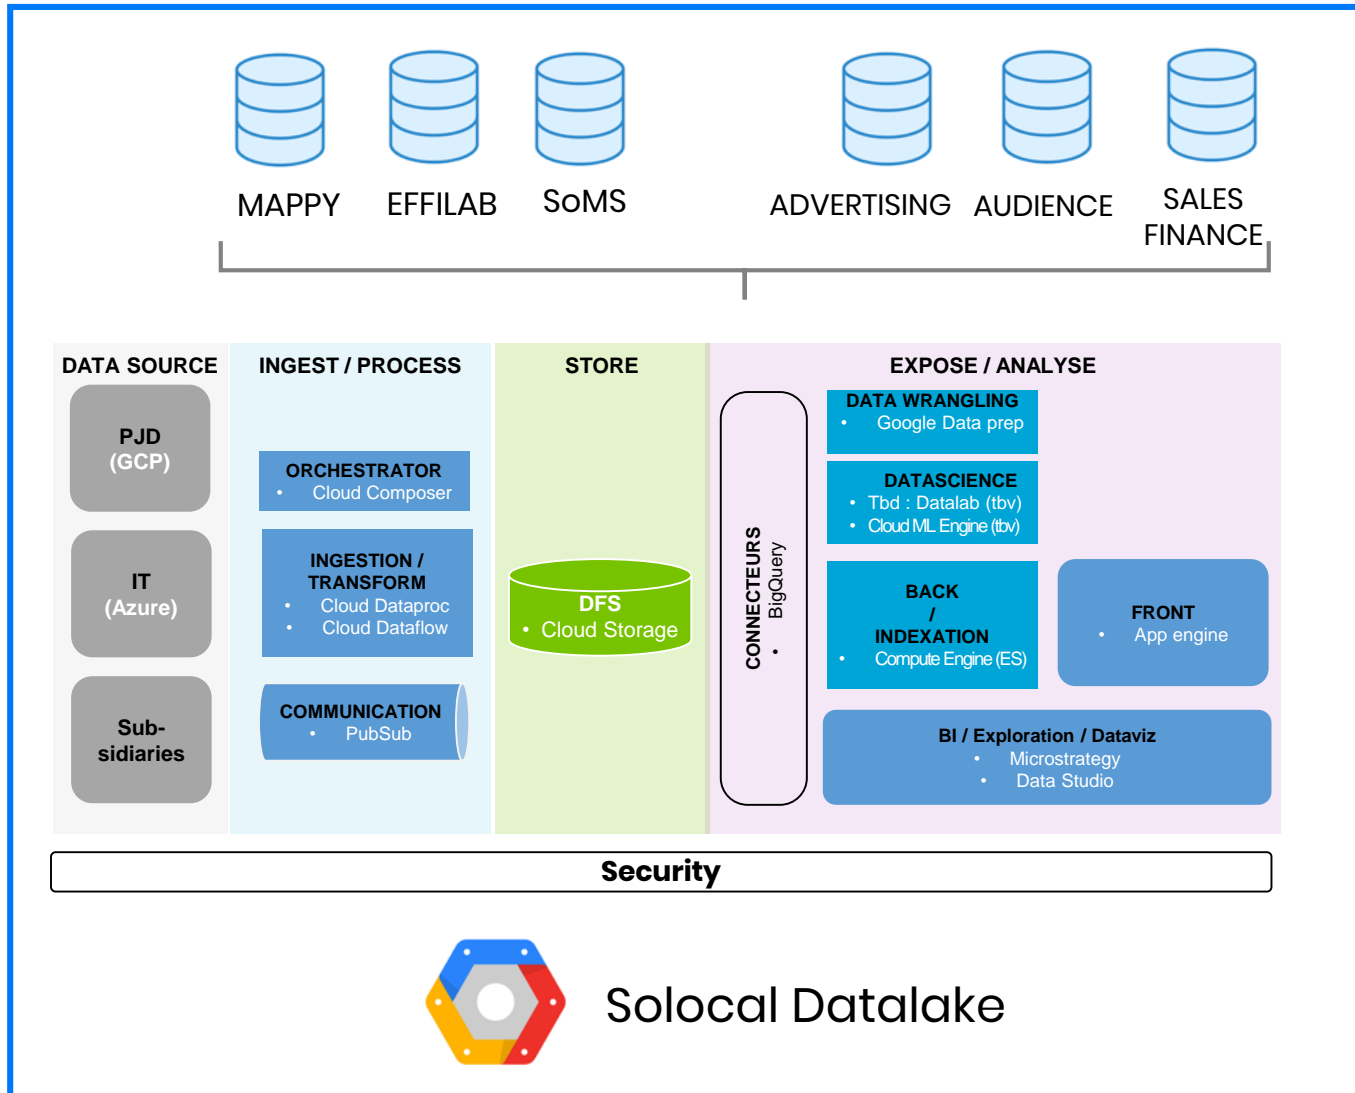 MAPPY
EFFILAB
SoMS
ADVERTISING
AUDIENCE
SALES
FINANCE
DATA SOURCE
PJD
(GCP)
IT
(Azure)
Sub-
sidiaries
INGEST / PROCESS
ORCHESTRATOR
• Cloud Composer
INGESTION /
TRANSFORM
• Cloud Dataproc
• Cloud Dataflow
COMMUNICATION
• PubSub
STORE
DFS
• Cloud Storage
EXPOSE / ANALYSE
CONNECTEURS
• BigQuery
DATA WRANGLING
• Google Data prep
DATASCIENCE
• Tbd : Datalab (tbv)
• Cloud ML Engine (tbv)
BACK
/
INDEXATION
• Compute Engine (ES)
FRONT
• App engine
BI / Exploration / Dataviz
• Microstrategy
• Data Studio
Security
Solocal Datalake